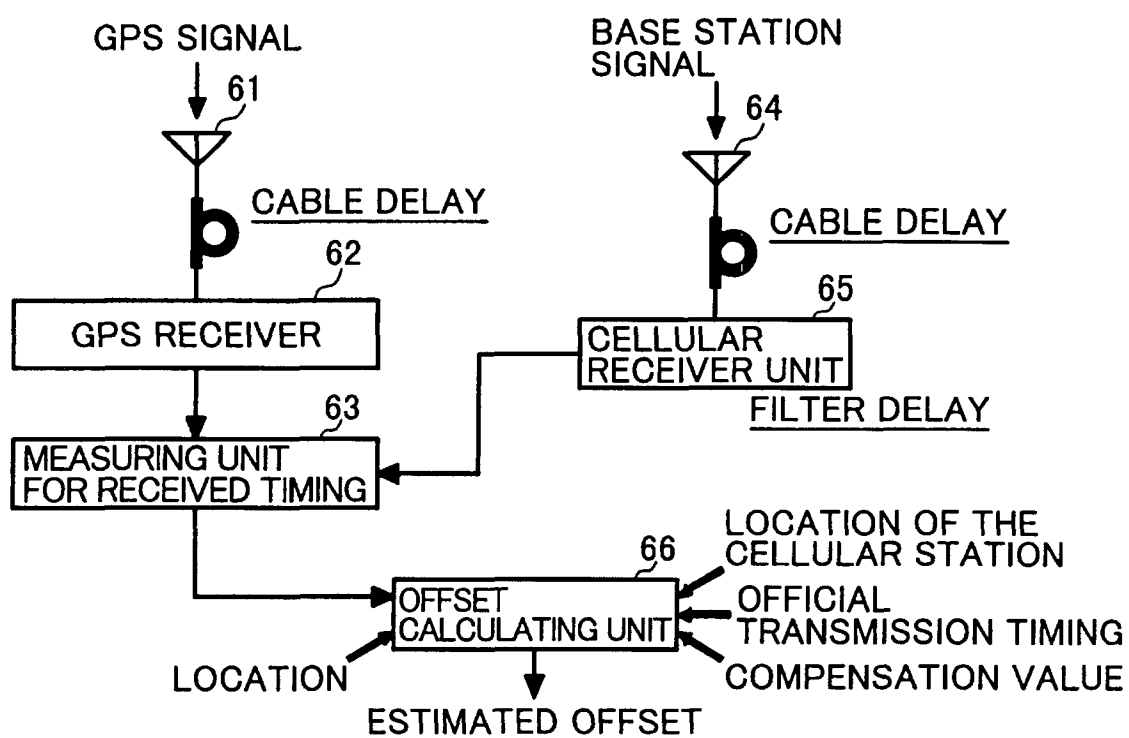 GPS SIGNAL
BASE STATION
SIGNAL
61
64
CABLE DELAY
CABLE DELAY
62
65
GPS RECEIVER
CELLULAR
RECEIVER UNIT
FILTER DELAY
63
MEASURING UNIT
FOR RECEIVED TIMING
LOCATION OF THE
CELLULAR STATION
66
OFFSET
CALCULATING UNIT
OFFICIAL
TRANSMISSION TIMING
LOCATION
COMPENSATION VALUE
ESTIMATED OFFSET